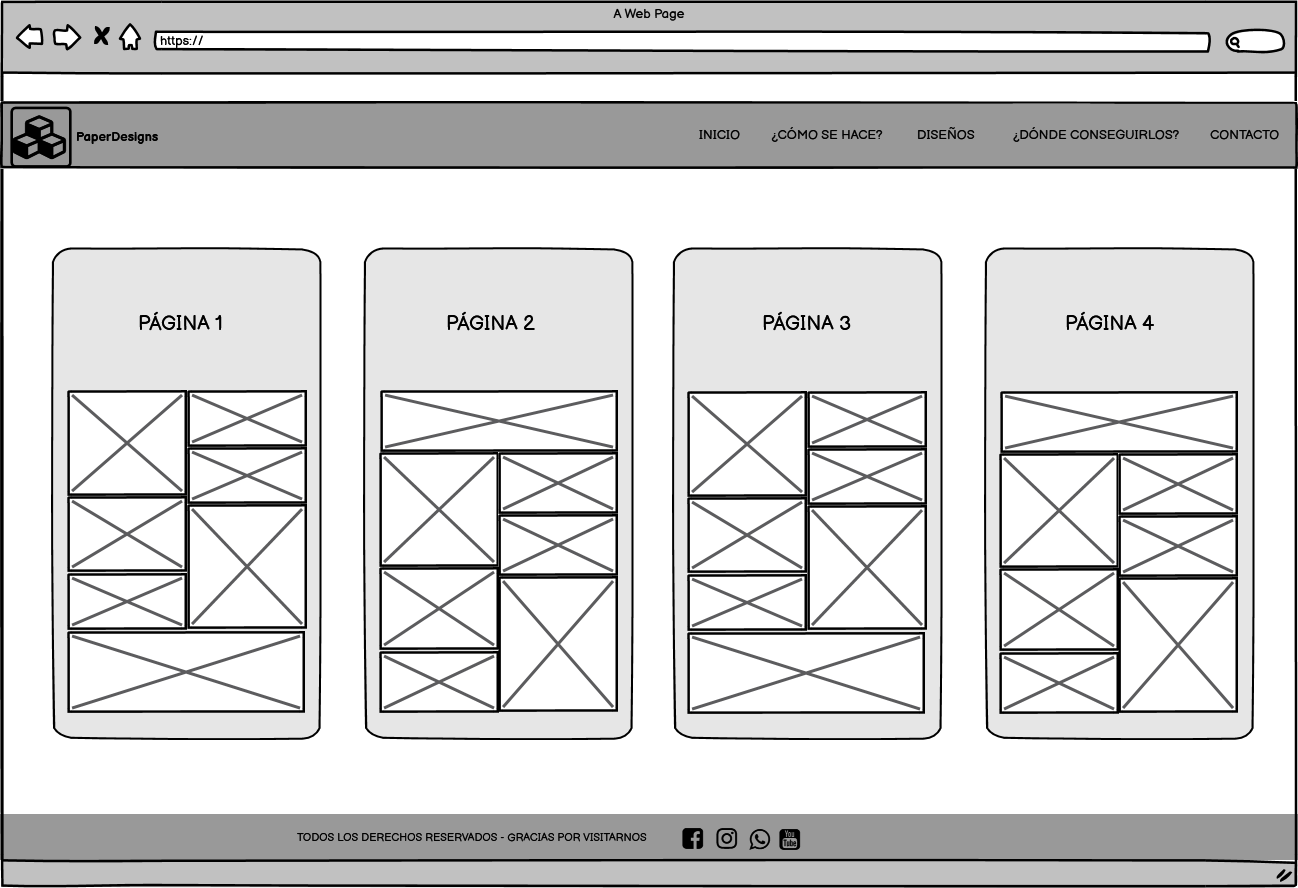 A Web Page
https://
PaperDesigns
INICIO
¿CÓMO SE HACE?
DISEÑOS
¿DÓNDE CONSEGUIRLOS?
CONTACTO
PÁGINA 1
PÁGINA 2
PÁGINA 3
PÁGINA 4
TODOS LOS DERECHOS RESERVADOS - GRACIAS POR VISITARNOS
You
Tube